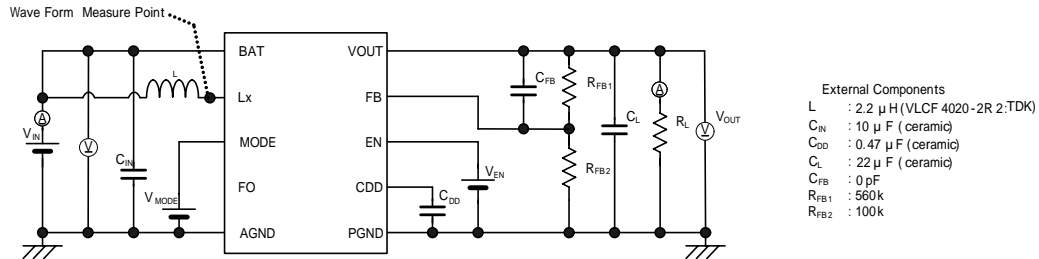 Wave Form Measure Point
BAT
VOUT
L
Lx
FB
CFB
RFB1
A
VIN
V
CIN
MODE
EN
CL
A
RL
V
VOUT
VMODE
FO
CDD
CDD
VEN
RFB2
AGND
PGND
External Components
L : 2.2 μH(VLCF 4020-2R 2:TDK)
CIN : 10 μF (ceramic)
CDD : 0.47 μF (ceramic)
CL : 22 μF (ceramic)
CFB : 0 pF
RFB1 : 560k
RFB2 : 100k